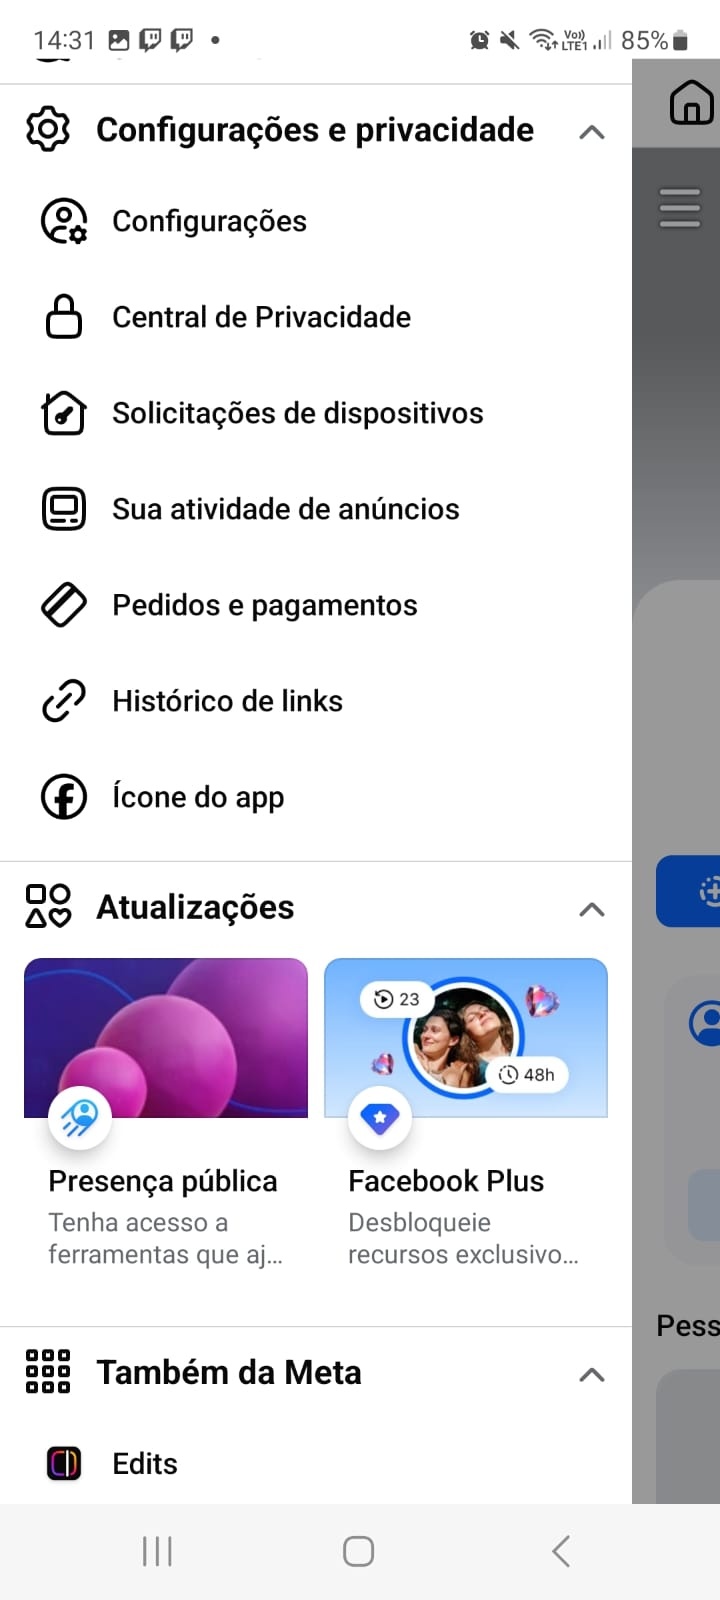 14:31
Vo))
LTE1
85%
Configurações e privacidade
Configurações
Central de Privacidade
Solicitações de dispositivos
Sua atividade de anúncios
Pedidos e pagamentos
Histórico de links
Ícone do app
Atualizações
23
48h
Presença pública
Tenha acesso a
ferramentas que aj...
Facebook Plus
Desbloqueie
recursos exclusivo...
Pess
Também da Meta
Edits